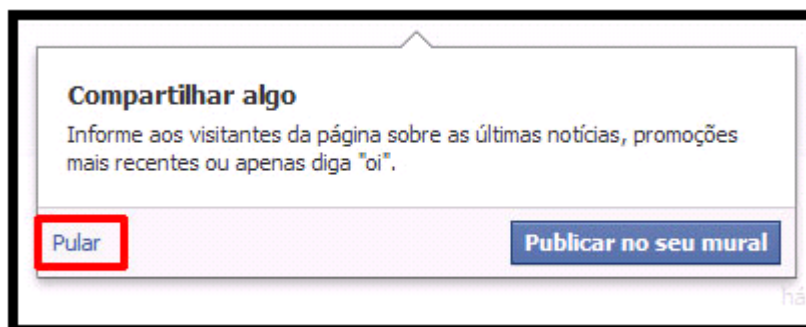 Compartilhar algo
Informe aos visitantes da página sobre as últimas notícias, promoções
mais recentes ou apenas diga "oi".
Pular
Publicar no seu mural
há